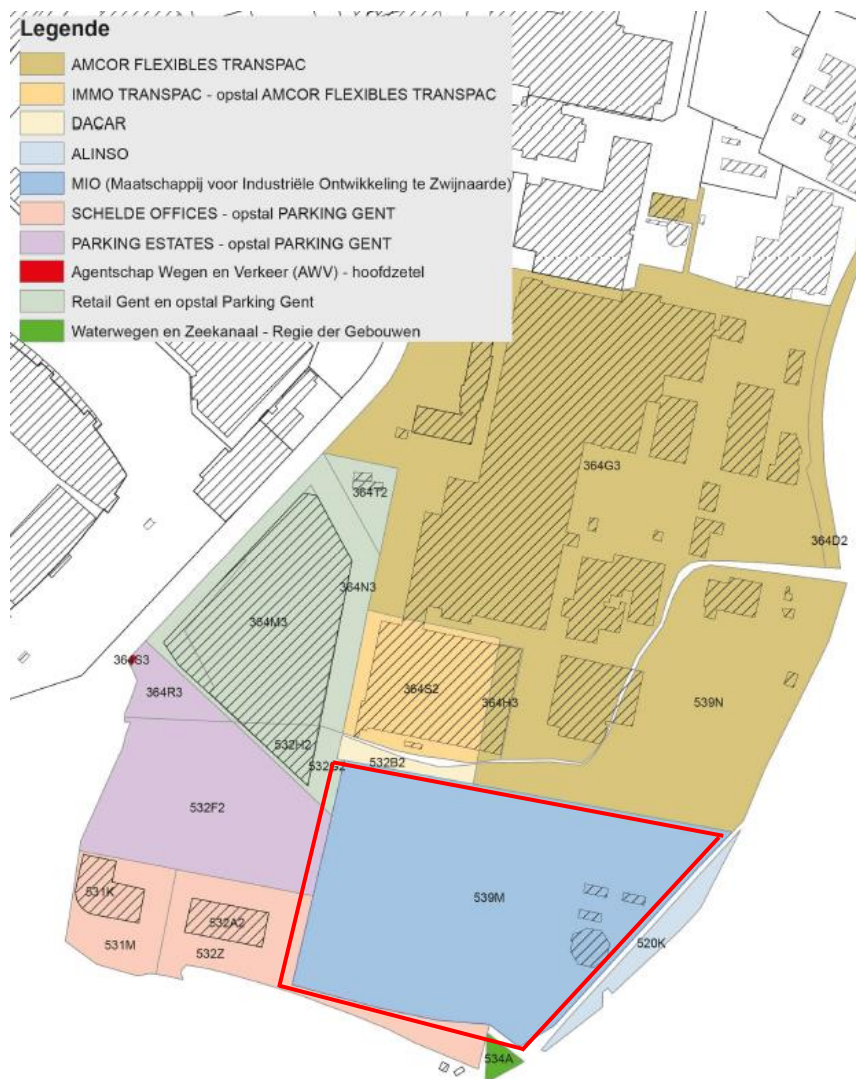 Legende
AMCOR FLEXIBLES TRANSPAC
IMMO TRANSPAC - opstal AMCOR FLEXIBLES TRANSPAC
DACAR
ALINSO
MIO (Maatschappij voor Industriële Ontwikkeling te Zwijnaarde)
SCHELDE OFFICES - opstal PARKING GENT
PARKING ESTATES - opstal PARKING GENT
Agentschap Wegen en Verkeer (AWV) - hoofdzetel
Retail Gent en opstal Parking Gent
Waterwegen en Zeekanaal - Regie der Gebouwen
364G3
364T2
364D2
364N3
364M3
364S3
364R3
364S2
364H3
539N
532H2
532G2
532B2
532F2
531K
539M
532A2
531M
532Z
520K
534A